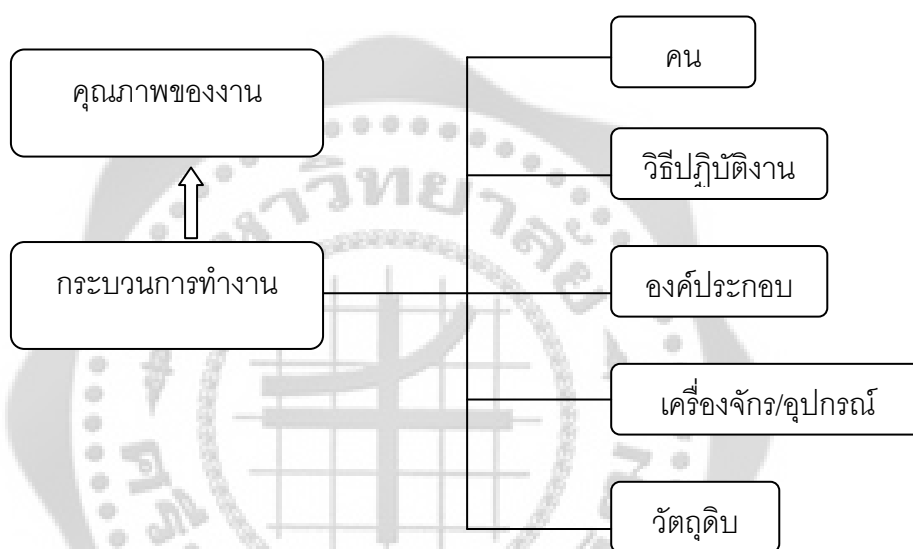 คุณภาพของงาน
กระบวนการทำงาน
คน
วิธีปฏิบัติงาน
องค์ประกอบ
เครื่องจักร/อุปกรณ์
วัตถุดิบ